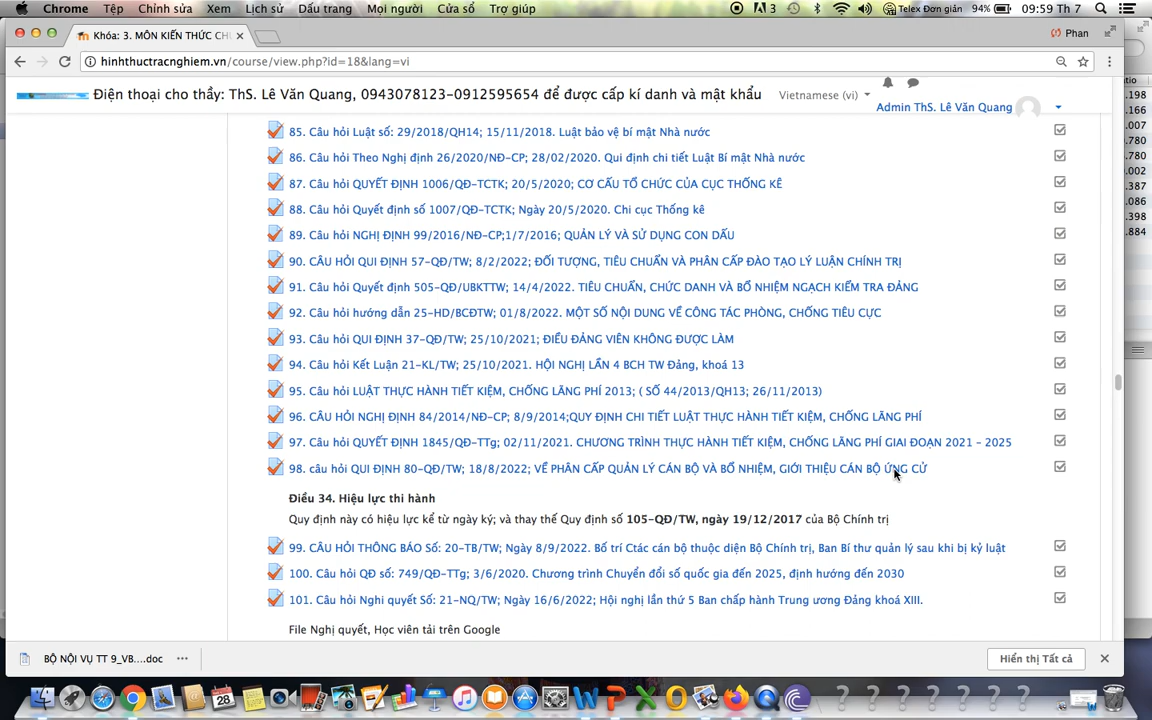 Chrome Tệp Chỉnh sửa Xem Lịch sử Dấu trang Mọi người Cửa sổ Trợ giúp
3 Telex Đơn giản 94% 09:59 Th 7
Khóa: 3. MÔN KIẾN THỨC CH
Phan
hinhthuctracnghiem.vn/course/view.php?id=18&lang=vi
Điện thoại cho thầy: ThS. Lê Văn Quang, 0943078123-0912595654 để được cấp kí danh và mật khẩu
Vietnamese (vi)
Admin ThS. Lê Văn Quang
85. Câu hỏi Luật số: 29/2018/QH14; 15/11/2018. Luật bảo vệ bí mật Nhà nước
86. Câu hỏi Theo Nghị định 26/2020/NĐ-CP; 28/02/2020. Qui định chi tiết Luật Bí mật Nhà nước
87. Câu hỏi QUYẾT ĐỊNH 1006/QĐ-TCTK; 20/5/2020; CƠ CẤU TỔ CHỨC CỦA CỤC THỐNG KÊ
88. Câu hỏi Quyết định số 1007/QĐ-TCTK; Ngày 20/5/2020. Chi cục Thống kê
89. Câu hỏi NGHỊ ĐỊNH 99/2016/NĐ-CP;1/7/2016; QUẢN LÝ VÀ SỬ DỤNG CON DẤU
90. CÂU HỎI QUI ĐỊNH 57-QĐ/TW; 8/2/2022; ĐỐI TƯỢNG, TIÊU CHUẨN VÀ PHÂN CẤP ĐÀO TẠO LÝ LUẬN CHÍNH TRỊ
91. Câu hỏi Quyết định 505-QĐ/UBKTTW; 14/4/2022. TIÊU CHUẨN, CHỨC DANH VÀ BỔ NHIỆM NGẠCH KIỂM TRA ĐẢNG
92. Câu hỏi hướng dẫn 25-HD/BCĐTW; 01/8/2022. MỘT SỐ NỘI DUNG VỀ CÔNG TÁC PHÒNG, CHỐNG TIÊU CỰC
93. Câu hỏi QUI ĐỊNH 37-QĐ/TW; 25/10/2021; ĐIỀU ĐẢNG VIÊN KHÔNG ĐƯỢC LÀM
94. Câu hỏi Kết Luận 21-KL/TW; 25/10/2021. HỘI NGHỊ LẦN 4 BCH TW Đảng, khoá 13
95. Câu hỏi LUẬT THỰC HÀNH TIẾT KIỆM, CHỐNG LÃNG PHÍ 2013; ( SỐ 44/2013/QH13; 26/11/2013)
96. CÂU HỎI NGHỊ ĐỊNH 84/2014/NĐ-CP; 8/9/2014;QUY ĐỊNH CHI TIẾT LUẬT THỰC HÀNH TIẾT KIỆM, CHỐNG LÃNG PHÍ
97. Câu hỏi QUYẾT ĐỊNH 1845/QĐ-TTg; 02/11/2021. CHƯƠNG TRÌNH THỰC HÀNH TIẾT KIỆM, CHỐNG LÃNG PHÍ GIAI ĐOẠN 2021 - 2025
98. câu hỏi QUI ĐỊNH 80-QĐ/TW; 18/8/2022; VỀ PHÂN CẤP QUẢN LÝ CÁN BỘ VÀ BỔ NHIỆM, GIỚI THIỆU CÁN BỘ ỨNG CỬ
Điều 34. Hiệu lực thi hành
Quy định này có hiệu lực kể từ ngày ký; và thay thế Quy định số 105-QĐ/TW, ngày 19/12/2017 của Bộ Chính trị
99. CÂU HỎI THÔNG BÁO Số: 20-TB/TW; Ngày 8/9/2022. Bố trí Ctác cán bộ thuộc diện Bộ Chính trị, Ban Bí thư quản lý sau khi bị kỷ luật
100. Câu hỏi QĐ số: 749/QĐ-TTg; 3/6/2020. Chương trình Chuyển đổi số quốc gia đến 2025, định hướng đến 2030
101. Câu hỏi Nghi quyết Số: 21-NQ/TW; Ngày 16/6/2022; Hội nghị lần thứ 5 Ban chấp hành Trung ương Đảng khoá XIII.
File Nghị quyết, Học viên tải trên Google
BỘ NỘI VỤ TT 9_VB....doc
Hiển thị Tất cả